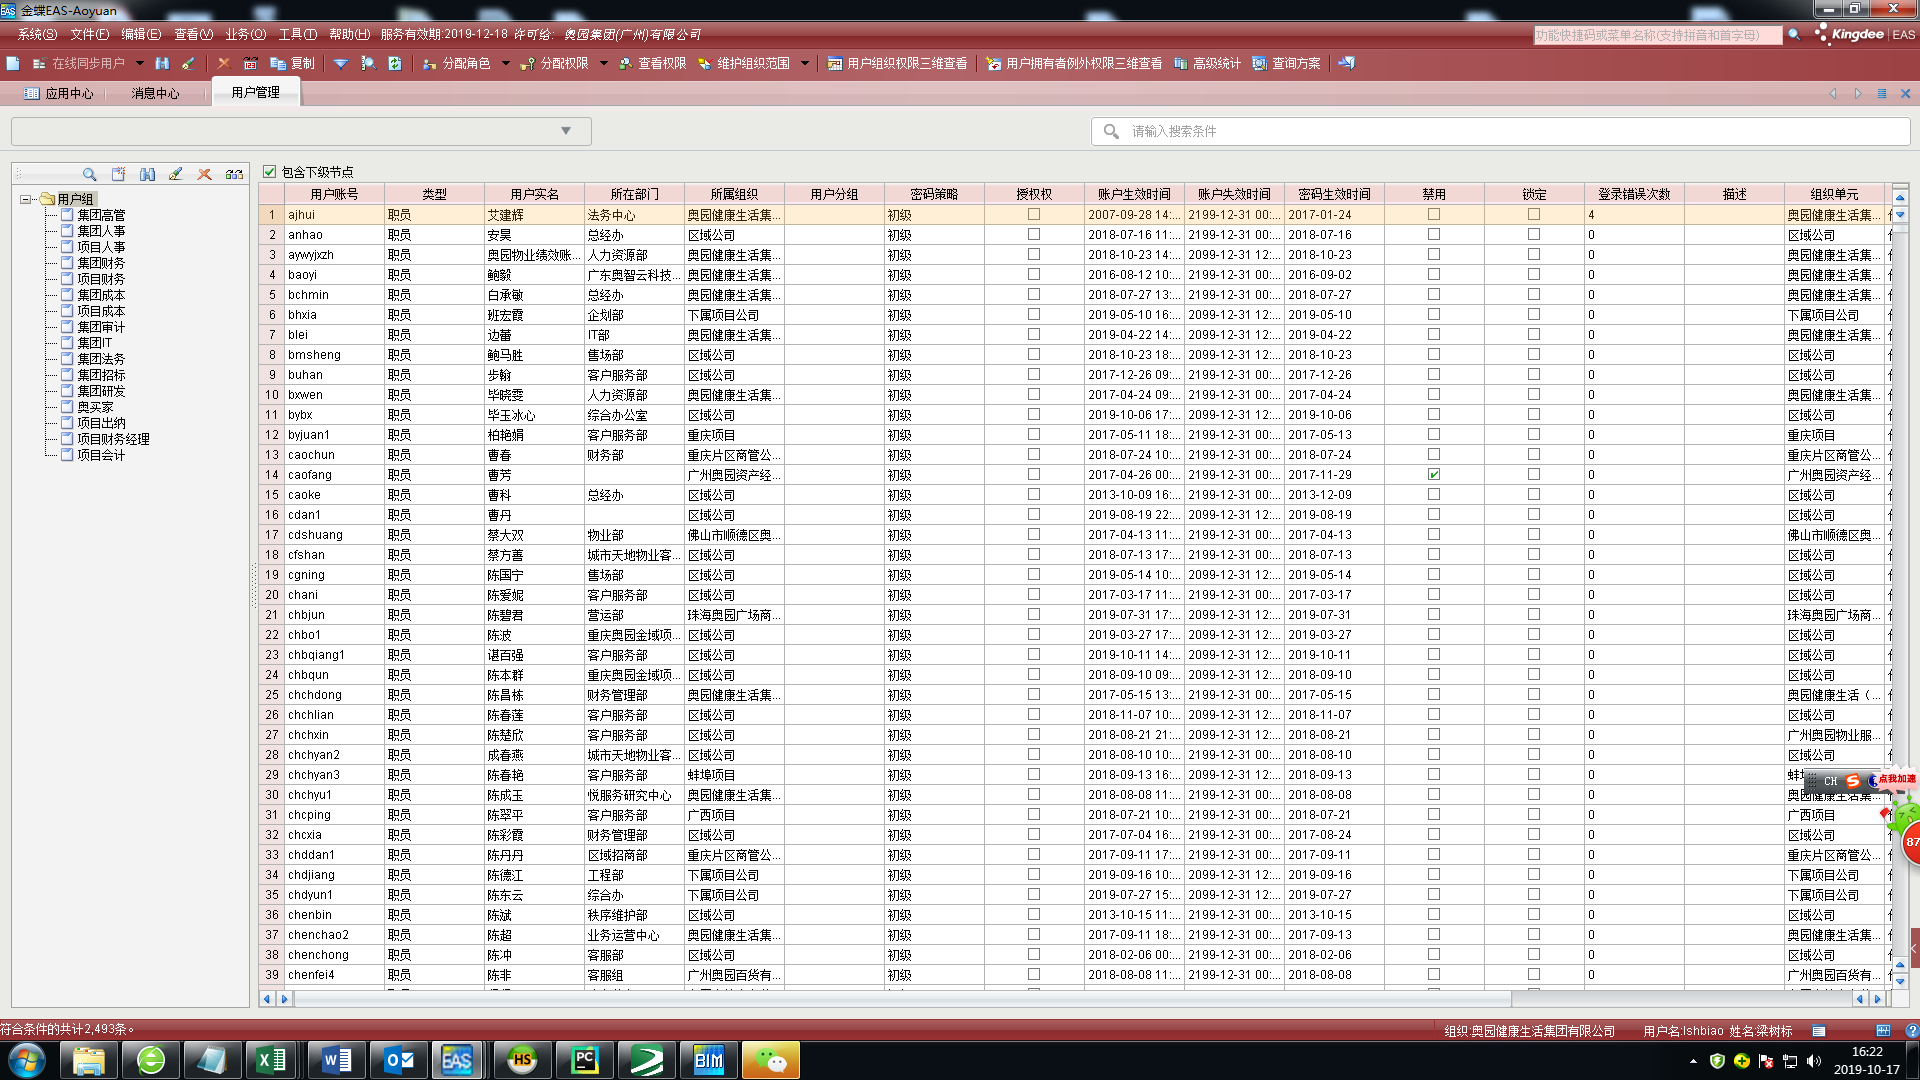 金蝶EAS-Aoyuan
系统(S) 文件(F) 编辑(E) 查看(V) 业务(O) 工具(T) 帮助(H) 服务有效期:2019-12-18 许可给: 奥园集团(广州)有限公司
功能快捷码或菜单名称(支持拼音和首字母)
Kingdee | EAS
在线同步用户 复制 分配角色 分配权限 查看权限 维护组织范围 用户组织权限三维查看 用户拥有者例外权限三维查看 高级统计 查询方案
应用中心 消息中心 用户管理
请输入搜索条件
包含下级节点
用户组
集团高管
集团人事
项目人事
集团财务
项目财务
集团成本
项目成本
集团审计
集团IT
集团法务
集团招标
集团研发
奥买家
项目出纳
项目财务经理
项目会计
用户账号 类型 用户实名 所在部门 所属组织 用户分组 密码策略 授权权 账户生效时间 账户失效时间 密码生效时间 禁用 锁定 登录错误次数 描述 组织单元
1 ajhui 职员 艾建辉 法务中心 奥园健康生活集... 初级 2007-09-28 14:... 2199-12-31 00:... 2017-01-24 4 奥园健康生活集...
2 anhao 职员 安昊 总经办 区域公司 初级 2018-07-16 11:... 2199-12-31 00:... 2018-07-16 0 区域公司
3 aywyjxzh 职员 奥园物业绩效账... 人力资源部 奥园健康生活集... 初级 2018-10-23 14:... 2099-12-31 12:... 2018-10-23 0 奥园健康生活集...
4 baoyi 职员 鲍毅 广东奥智云科技... 奥园健康生活集... 初级 2016-08-12 10:... 2199-12-31 00:... 2016-09-02 0 奥园健康生活集...
5 bchmin 职员 白承敏 总经办 奥园健康生活集... 初级 2018-07-27 13:... 2199-12-31 00:... 2018-07-27 0 奥园健康生活集...
6 bhxia 职员 班宏霞 企划部 下属项目公司 初级 2019-05-10 16:... 2099-12-31 12:... 2019-05-10 0 下属项目公司
7 blei 职员 边蕾 IT部 奥园健康生活集... 初级 2019-04-22 14:... 2099-12-31 12:... 2019-04-22 0 奥园健康生活集...
8 bmsheng 职员 鲍马胜 售场部 区域公司 初级 2018-10-23 18:... 2099-12-31 12:... 2018-10-23 0 区域公司
9 buhan 职员 步翰 客户服务部 区域公司 初级 2017-12-26 09:... 2199-12-31 00:... 2017-12-26 0 区域公司
10 bxwen 职员 毕晓雯 人力资源部 奥园健康生活集... 初级 2017-04-24 09:... 2199-12-31 00:... 2017-04-24 0 奥园健康生活集...
11 bybx 职员 毕玉冰心 综合办公室 区域公司 初级 2019-10-06 17:... 2099-12-31 12:... 2019-10-06 0 区域公司
12 byjuan1 职员 柏艳娟 客户服务部 重庆项目 初级 2017-05-11 18:... 2199-12-31 00:... 2017-05-13 0 重庆项目
13 caochun 职员 曹春 财务部 重庆片区商管公... 初级 2018-07-24 10:... 2199-12-31 00:... 2018-07-24 0 重庆片区商管公...
14 caofang 职员 曹芳 广州奥园资产经... 初级 2017-04-26 00:... 2199-12-31 00:... 2017-11-29 0 广州奥园资产经...
15 caoke 职员 曹科 总经办 区域公司 初级 2013-10-09 16:... 2199-12-31 00:... 2013-12-09 0 区域公司
16 cdan1 职员 曹丹 区域公司 初级 2019-08-19 22:... 2099-12-31 12:... 2019-08-19 0 区域公司
17 cdshuang 职员 蔡大双 物业部 佛山市顺德区奥... 初级 2017-04-13 11:... 2199-12-31 00:... 2017-04-13 0 佛山市顺德区奥...
18 cfshan 职员 蔡方善 城市天地物业客... 区域公司 初级 2018-07-13 17:... 2199-12-31 00:... 2018-07-13 0 区域公司
19 cgning 职员 陈国宁 售场部 区域公司 初级 2019-05-14 10:... 2099-12-31 12:... 2019-05-14 0 区域公司
20 chani 职员 陈爱妮 客户服务部 区域公司 初级 2017-03-17 11:... 2199-12-31 00:... 2017-03-17 0 区域公司
21 chbjun 职员 陈碧君 营运部 珠海奥园广场商... 初级 2019-07-31 17:... 2099-12-31 12:... 2019-07-31 0 珠海奥园广场商...
22 chbo1 职员 陈波 重庆奥园金域项... 区域公司 初级 2019-03-27 17:... 2099-12-31 12:... 2019-03-27 0 区域公司
23 chbqiang1 职员 谌百强 客户服务部 区域公司 初级 2019-10-11 14:... 2099-12-31 12:... 2019-10-11 0 区域公司
24 chbqun 职员 陈本群 重庆奥园金域项... 区域公司 初级 2018-09-10 09:... 2099-12-31 12:... 2018-09-10 0 区域公司
25 chchdong 职员 陈昌栋 财务管理部 奥园健康生活集... 初级 2017-05-15 13:... 2199-12-31 00:... 2017-05-15 0 奥园健康生活（...
26 chchlian 职员 陈春莲 客户服务部 区域公司 初级 2018-11-07 10:... 2099-12-31 12:... 2018-11-07 0 区域公司
27 chchxin 职员 陈楚欣 客户服务部 区域公司 初级 2018-08-21 21:... 2099-12-31 12:... 2018-08-21 0 广州奥园物业服...
28 chchyan2 职员 成春燕 城市天地物业客... 区域公司 初级 2018-08-10 10:... 2199-12-31 00:... 2018-08-10 0 区域公司
29 chchyan3 职员 陈春艳 客户服务部 蚌埠项目 初级 2018-09-13 16:... 2099-12-31 12:... 2018-09-13 0
30 chchyu1 职员 陈成玉 悦服务研究中心 奥园健康生活集... 初级 2018-08-08 11:... 2199-12-31 00:... 2018-08-08 0 奥园健康生活集...
31 chcping 职员 陈翠平 客户服务部 广西项目 初级 2018-07-21 10:... 2199-12-31 00:... 2018-07-21 0 广西项目
32 chcxia 职员 陈彩霞 财务管理部 区域公司 初级 2017-07-04 16:... 2199-12-31 00:... 2017-08-24 0 区域公司
33 chddan1 职员 陈丹丹 区域招商部 重庆片区商管公... 初级 2017-09-11 17:... 2199-12-31 00:... 2017-09-11 0 重庆片区商管公...
34 chdjiang 职员 陈德江 工程部 下属项目公司 初级 2019-09-16 10:... 2099-12-31 12:... 2019-09-16 0 下属项目公司
35 chdyun1 职员 陈东云 综合办 下属项目公司 初级 2019-07-27 15:... 2099-12-31 12:... 2019-07-27 0 下属项目公司
36 chenbin 职员 陈斌 秩序维护部 区域公司 初级 2013-10-15 11:... 2199-12-31 00:... 2013-10-15 0 区域公司
37 chenchao2 职员 陈超 业务运营中心 奥园健康生活集... 初级 2017-09-11 18:... 2199-12-31 00:... 2017-09-13 0 奥园健康生活集...
38 chenchong 职员 陈冲 客服部 区域公司 初级 2018-02-06 00:... 2199-12-31 00:... 2018-02-06 0 区域公司
39 chenfei4 职员 陈非 客服组 广州奥园百货有... 初级 2018-08-08 11:... 2199-12-31 00:... 2018-08-08 0 广州奥园百货有...
CH
点我加速
87
符合条件的共计2,493条。
组织:奥园健康生活集团有限公司 用户名:lshbiao 姓名:梁树标
EAS HS PC BIM
16:22
2019-10-17